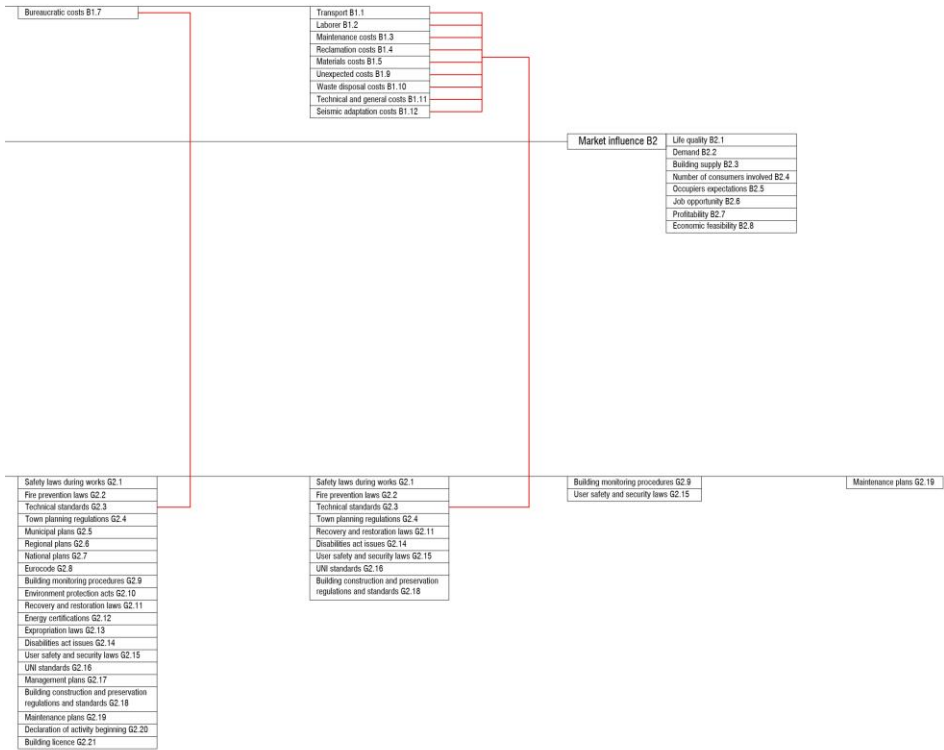 Bureaucratic costs B1.7
Transport B1.1
Laborer B1.2
Maintenance costs B1.3
Reclamation costs B1.4
Materials costs B1.5
Unexpected costs B1.9
Waste disposal costs B1.10
Technical and general costs B1.11
Seismic adaptation costs B1.12
Market influence B2
Life quality B2.1
Demand B2.2
Building supply B2.3
Number of consumers involved B2.4
Occupiers expectations B2.5
Job opportunity B2.6
Profitability B2.7
Economic feasibility B2.8
Safety laws during works G2.1
Fire prevention laws G2.2
Technical standards G2.3
Town planning regulations G2.4
Municipal plans G2.5
Regional plans G2.6
National plans G2.7
Eurocode G2.8
Building monitoring procedures G2.9
Environment protection acts G2.10
Recovery and restoration laws G2.11
Energy certifications G2.12
Expropriation laws G2.13
Disabilities act issues G2.14
User safety and security laws G2.15
UNI standards G2.16
Management plans G2.17
Building construction and preservation
regulations and standards G2.18
Maintenance plans G2.19
Declaration of activity beginning G2.20
Building licence G2.21
Safety laws during works G2.1
Fire prevention laws G2.2
Technical standards G2.3
Town planning regulations G2.4
Recovery and restoration laws G2.11
Disabilities act issues G2.14
User safety and security laws G2.15
UNI standards G2.16
Building construction and preservation
regulations and standards G2.18
Building monitoring procedures G2.9
User safety and security laws G2.15
Maintenance plans G2.19